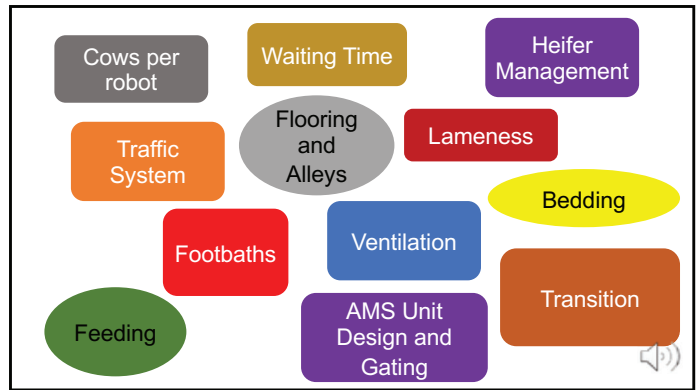 Cows per
robot
Waiting Time
Heifer
Management
Traffic
System
Flooring
and
Alleys
Lameness
Bedding
Footbaths
Ventilation
Transition
Feeding
AMS Unit
Design and
Gating